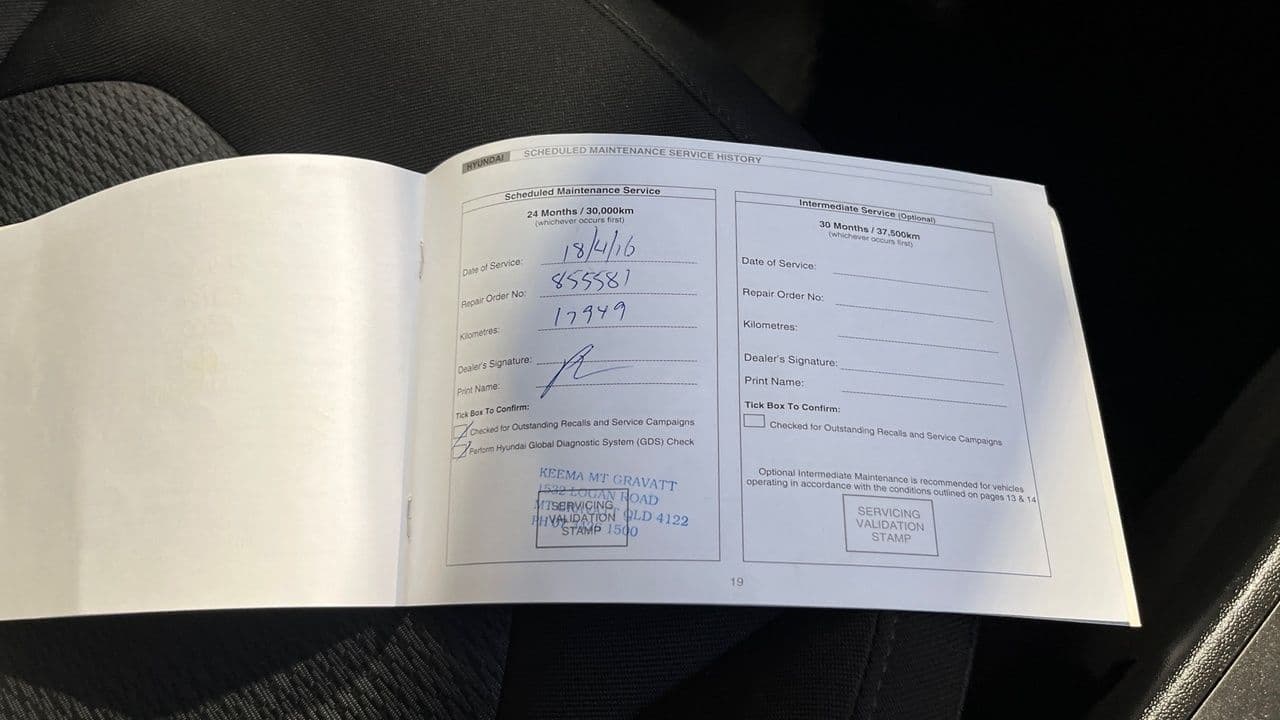 HYUNDAI SCHEDULED MAINTENANCE SERVICE HISTORY
Scheduled Maintenance Service
24 Months / 30,000km
(whichever occurs first)
Date of Service: 18/4/16
Repair Order No: 855581
Kilometres: 17949
Dealer's Signature:
Print Name:
Tick Box To Confirm:
Checked for Outstanding Recalls and Service Campaigns
Perform Hyundai Global Diagnostic System (GDS) Check
KEEMA MT GRAVATT
1532 LOGAN ROAD
QLD 4122
1500
SERVICING
VALIDATION
STAMP
Intermediate Service (Optional)
30 Months / 37,500km
(whichever occurs first)
Date of Service:
Repair Order No:
Kilometres:
Dealer's Signature:
Print Name:
Tick Box To Confirm:
Checked for Outstanding Recalls and Service Campaigns
Optional Intermediate Maintenance is recommended for vehicles
operating in accordance with the conditions outlined on pages 13 & 14
SERVICING
VALIDATION
STAMP
19